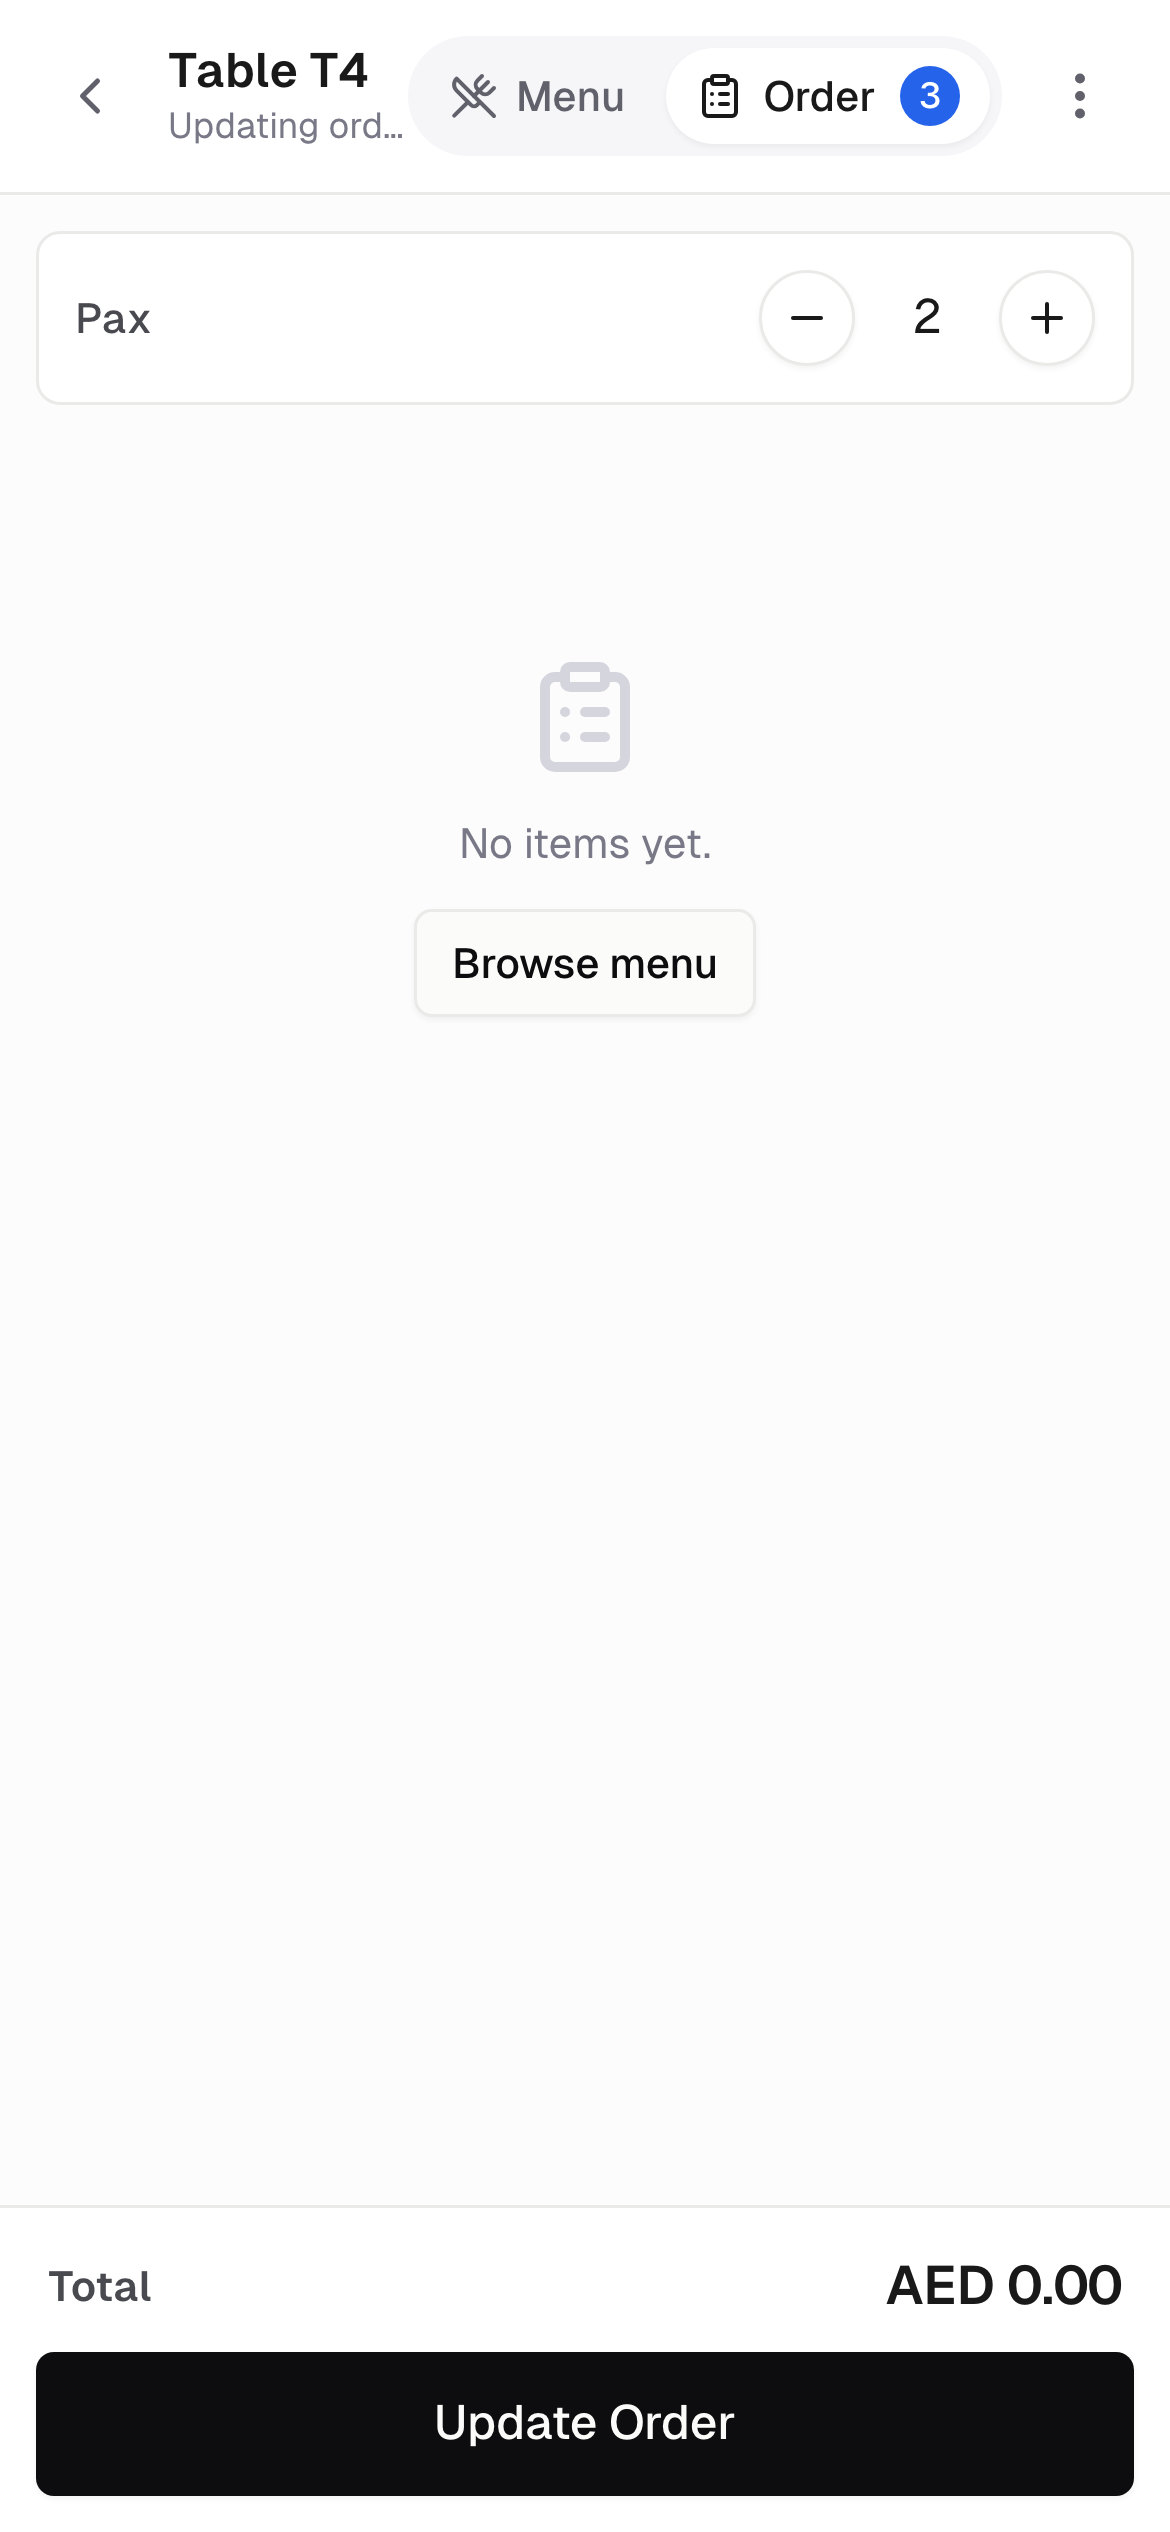 Table T4
Updating ord...
Menu
Order 3
Pax
2
No items yet.
Browse menu
Total
AED 0.00
Update Order